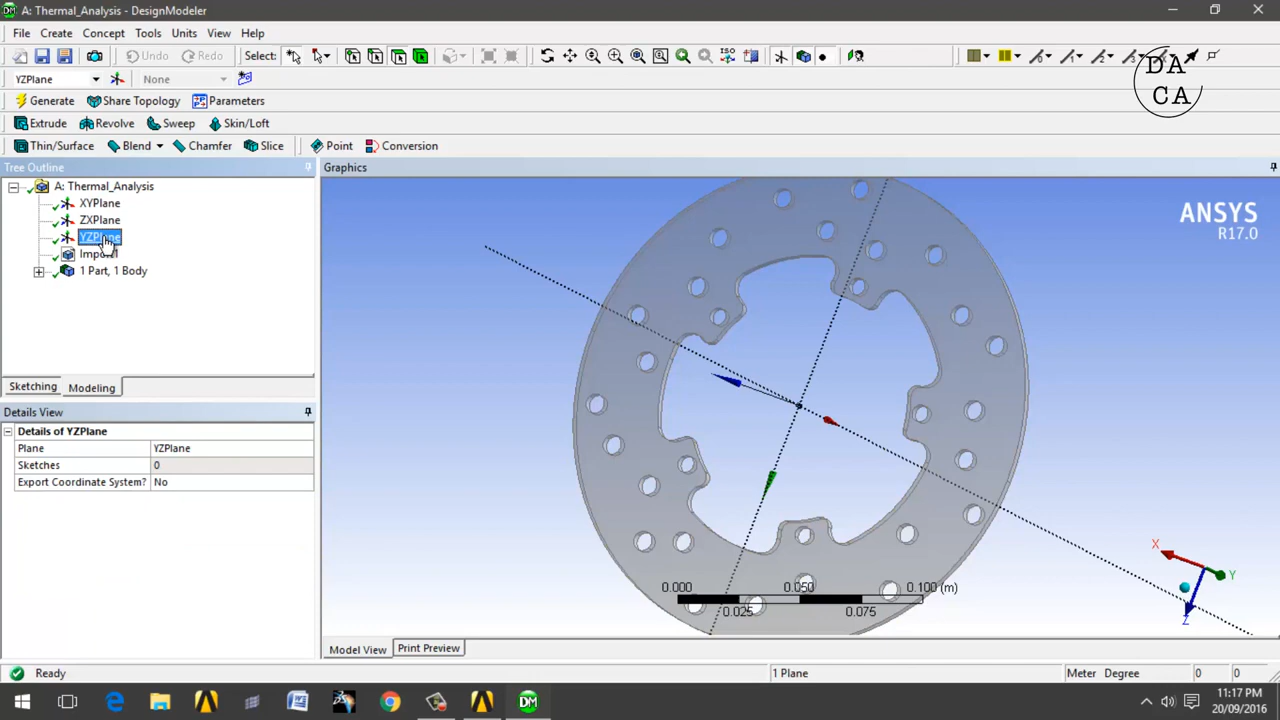 A: Thermal_Analysis - DesignModeler
File Create Concept Tools Units View Help
Undo Redo Select:
YZPlane None
DA
CA
Generate Share Topology Parameters
Extrude Revolve Sweep Skin/Loft
Thin/Surface Blend Chamfer Slice Point Conversion
Tree Outline
Graphics
A: Thermal_Analysis
XYPlane
ZXPlane
YZPlane
Import1
1 Part, 1 Body
Sketching Modeling
Details View
Details of YZPlane
Plane YZPlane
Sketches 0
Export Coordinate System? No
ANSYS
R17.0
X
Y
Z
0.000 0.050 0.100 (m)
0.025 0.075
Model View Print Preview
Ready 1 Plane Meter Degree 0 0
DM
11:17 PM
20/09/2016